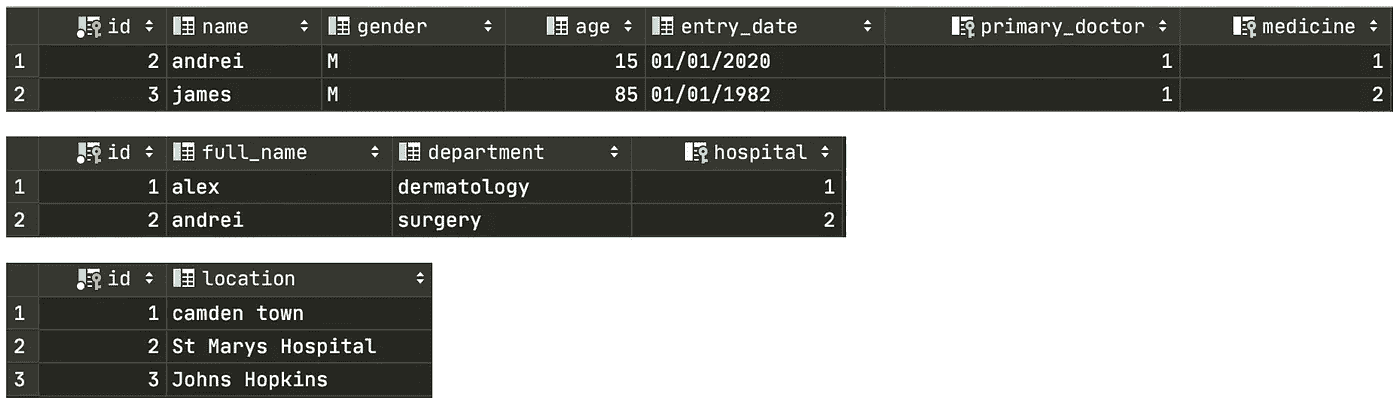 id name gender age entry_date primary_doctor medicine
1 2 andrei M 15 01/01/2020 1 1
2 3 james M 85 01/01/1982 1 2
id full_name department hospital
1 1 alex dermatology 1
2 2 andrei surgery 2
id location
1 1 camden town
2 2 St Marys Hospital
3 3 Johns Hopkins